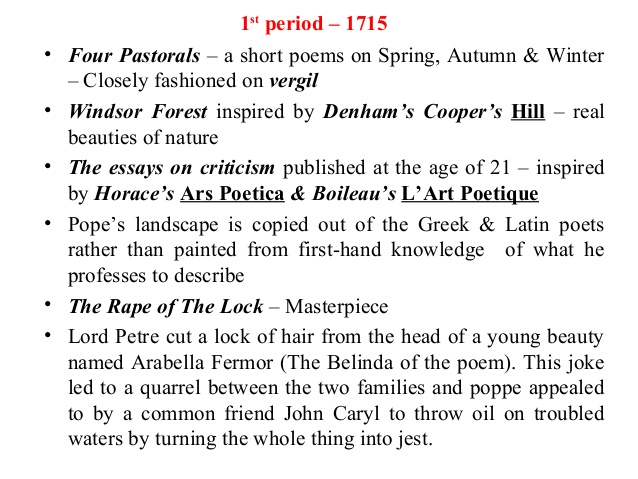 1st period – 1715
• Four Pastorals – a short poems on Spring, Autumn & Winter
– Closely fashioned on vergil
• Windsor Forest inspired by Denham’s Cooper’s Hill – real
beauties of nature
• The essays on criticism published at the age of 21 – inspired
by Horace’s Ars Poetica & Boileau’s L’Art Poetique
• Pope’s landscape is copied out of the Greek & Latin poets
rather than painted from first-hand knowledge of what he
professes to describe
• The Rape of The Lock – Masterpiece
• Lord Petre cut a lock of hair from the head of a young beauty
named Arabella Fermor (The Belinda of the poem). This joke
led to a quarrel between the two families and poppe appealed
to by a common friend John Caryl to throw oil on troubled
waters by turning the whole thing into jest.